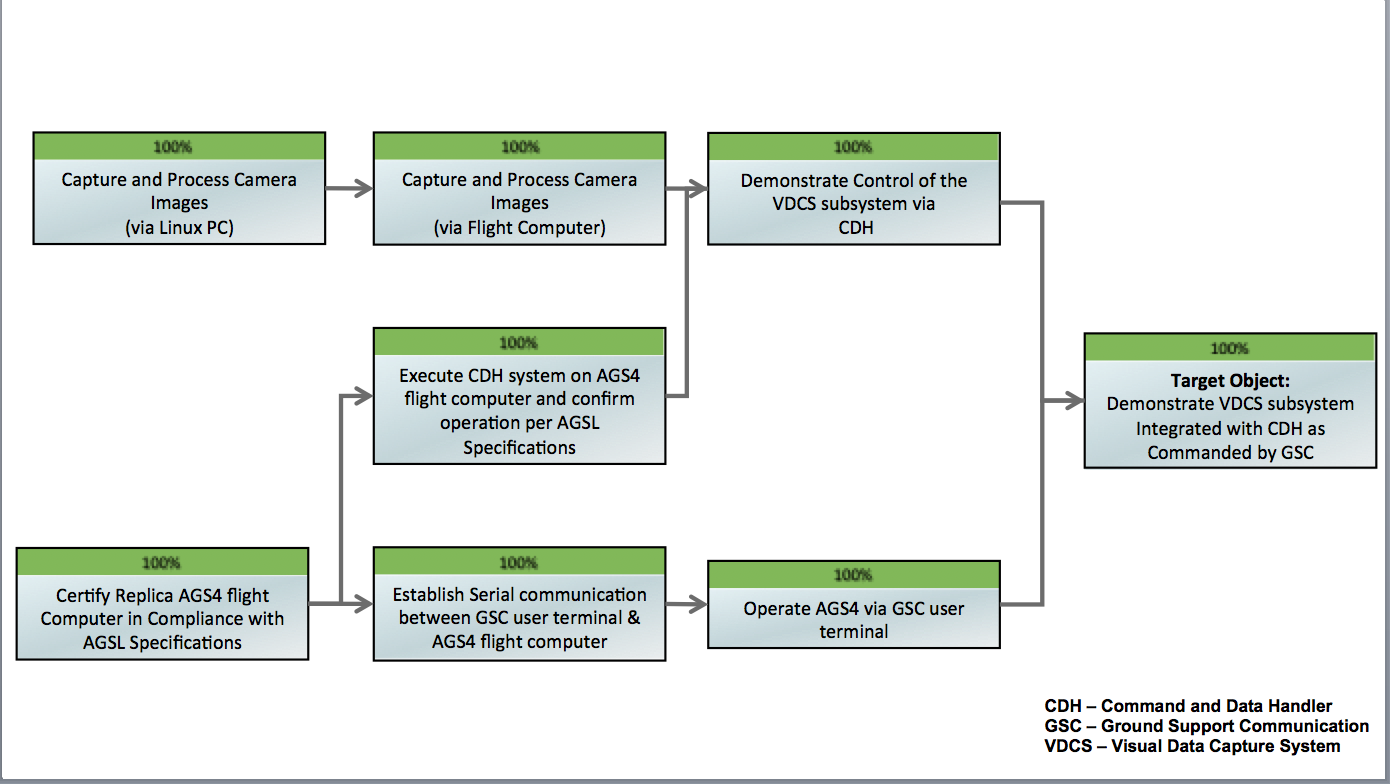 100%
Capture and Process Camera
Images
(via Linux PC)
100%
Capture and Process Camera
Images
(via Flight Computer)
100%
Demonstrate Control of the
VDCS subsystem via
CDH
100%
Execute CDH system on AGS4
flight computer and confirm
operation per AGSL
Specifications
100%
Target Object:
Demonstrate VDCS subsystem
Integrated with CDH as
Commanded by GSC
100%
Certify Replica AGS4 flight
Computer in Compliance with
AGSL Specifications
100%
Establish Serial communication
between GSC user terminal &
AGS4 flight computer
100%
Operate AGS4 via GSC user
terminal
CDH – Command and Data Handler
GSC – Ground Support Communication
VDCS – Visual Data Capture System